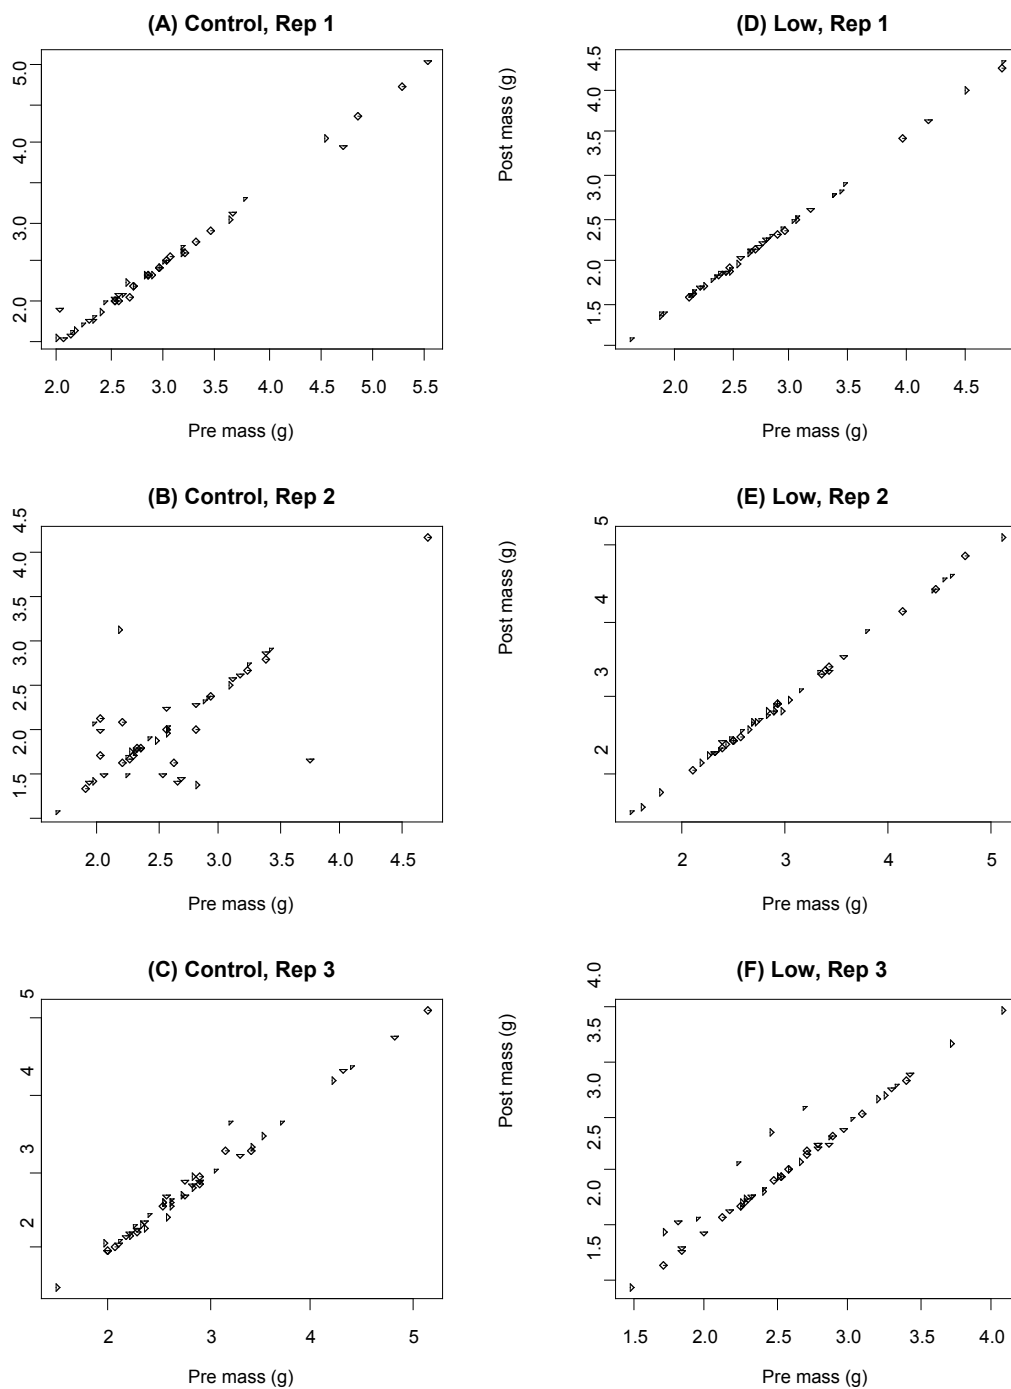 (A) Control, Rep 1
5.0
4.0
3.0
2.0
2.0 2.5 3.0 3.5 4.0 4.5 5.0 5.5
Pre mass (g)
(D) Low, Rep 1
Post mass (g)
4.5
4.0
3.5
3.0
2.5
2.0
1.5
2.0 2.5 3.0 4.0 4.5
Pre mass (g)
(B) Control, Rep 2
4.5
4.0
3.5
3.0
2.5
2.0
1.5
2.0 2.5 3.0 3.5 4.0 4.5
Pre mass (g)
(E) Low, Rep 2
Post mass (g)
5
4
3
2
2 3 4 5
Pre mass (g)
(C) Control, Rep 3
5
4
3
2
2 3 4 5
Pre mass (g)
(F) Low, Rep 3
Post mass (g)
4.0
3.5
3.0
2.5
2.0
1.5
1.5 2.0 2.5 3.0 3.5 4.0
Pre mass (g)